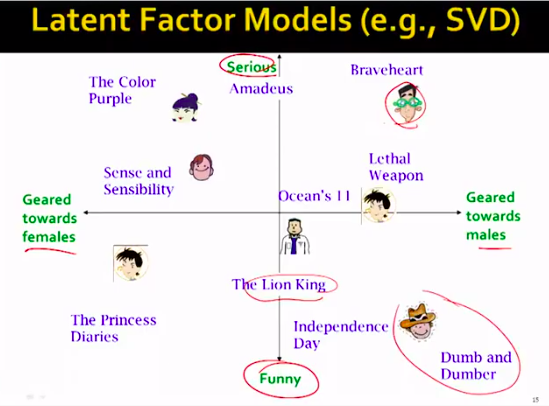 Latent Factor Models (e.g., SVD)
Serious
Braveheart
The Color
Purple
Amadeus
Lethal
Weapon
Sense and
Sensibility
Ocean's 11
Geared
towards
females
Geared
towards
males
The Lion King
The Princess
Diaries
Independence
Day
Dumb and
Dumber
Funny
15